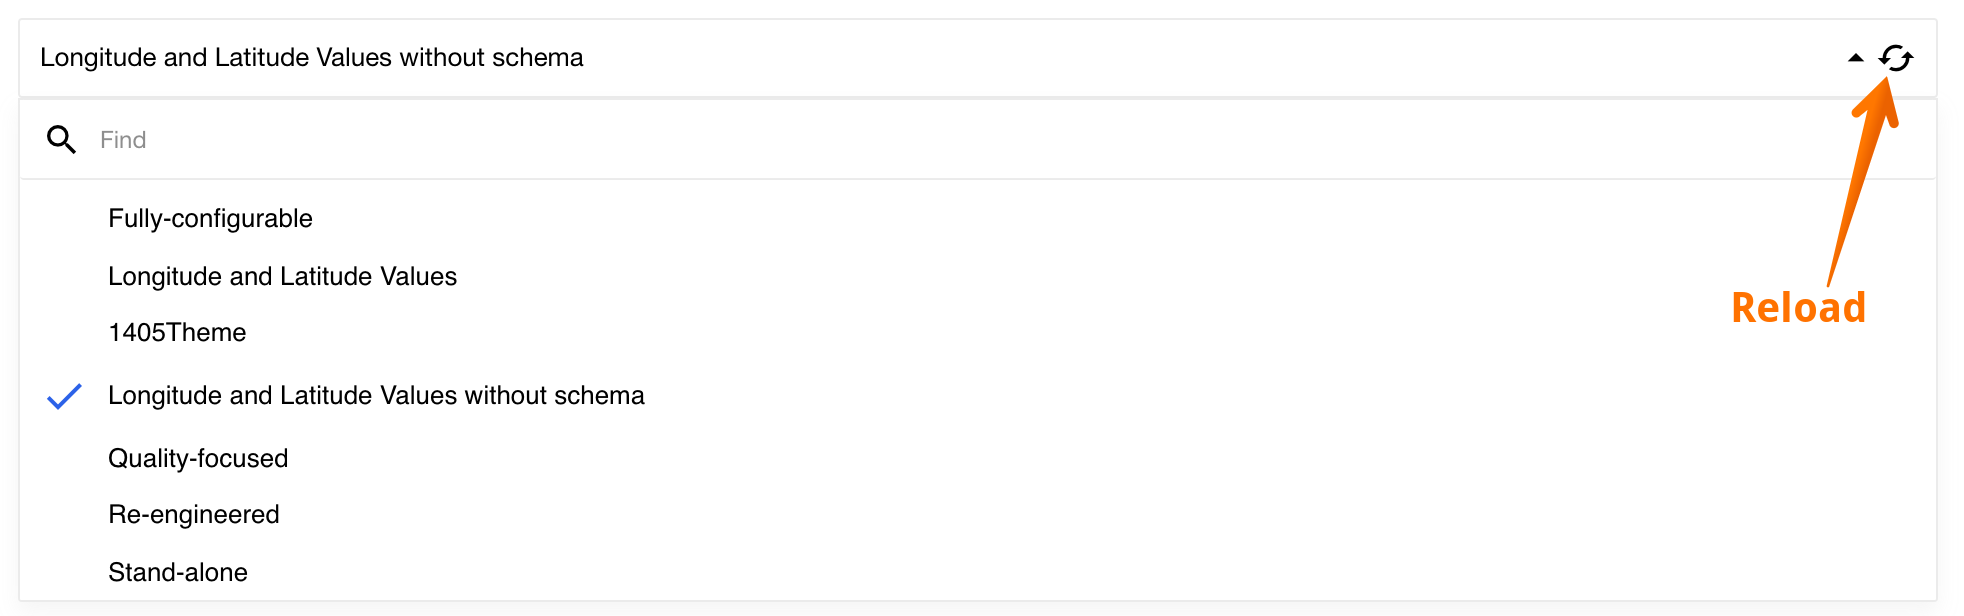 Longitude and Latitude Values without schema
Find
Fully-configurable
Longitude and Latitude Values
1405Theme
Reload
Longitude and Latitude Values without schema
Quality-focused
Re-engineered
Stand-alone